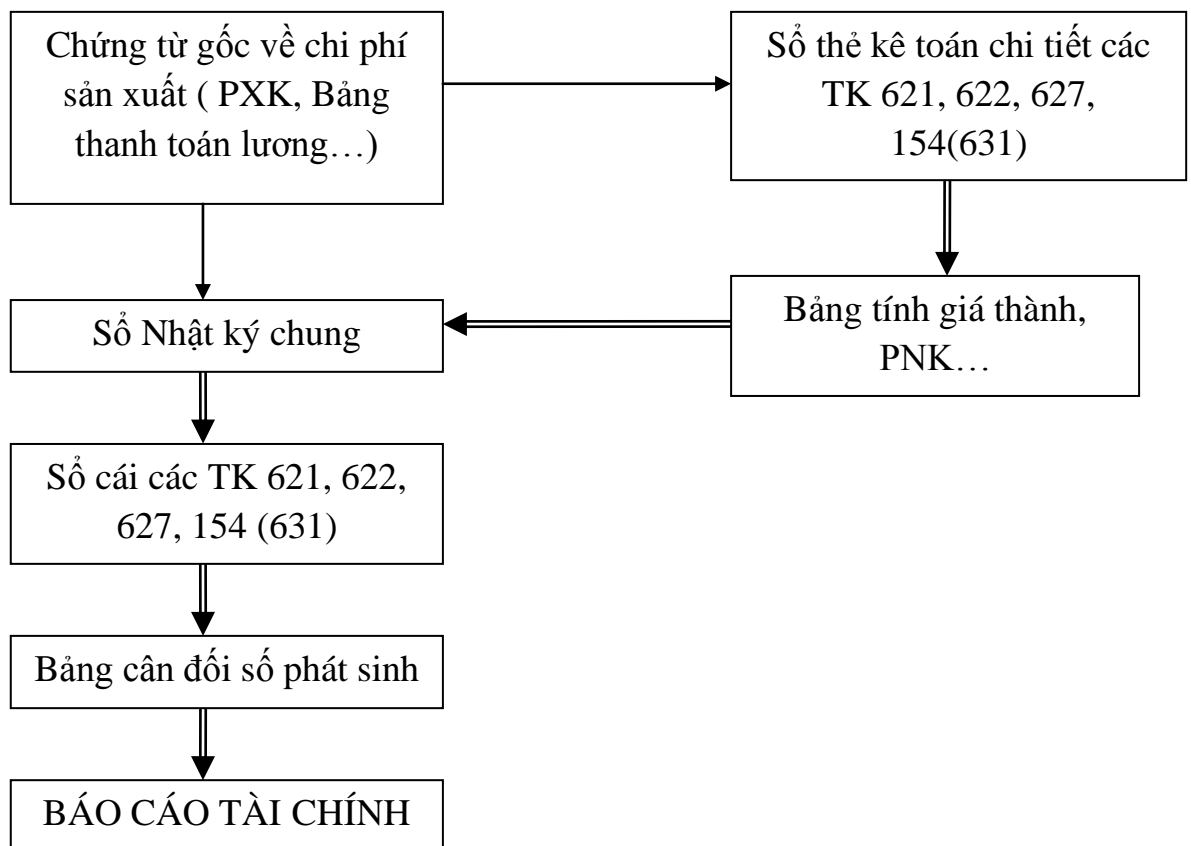 Chứng từ gốc về chi phí
sản xuất ( PXK, Bảng
thanh toán lương…)
Sổ thẻ kê toán chi tiết các
TK 621, 622, 627,
154(631)
Bảng tính giá thành,
PNK…
Sổ Nhật ký chung
Sổ cái các TK 621, 622,
627, 154 (631)
Bảng cân đối số phát sinh
BÁO CÁO TÀI CHÍNH